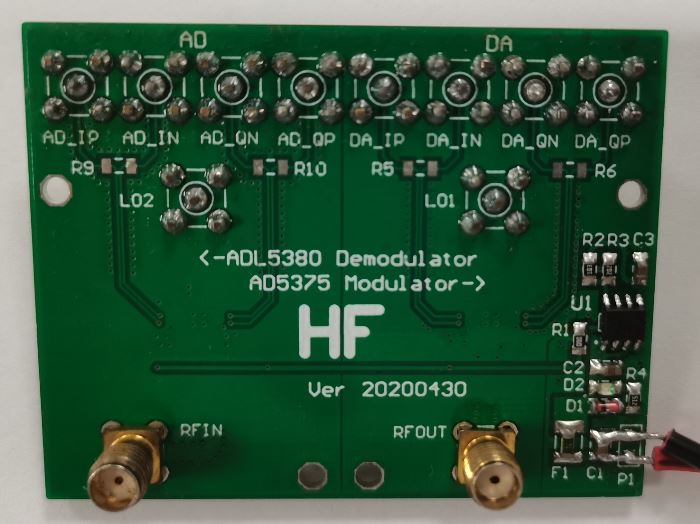 AD DA
AD_IP AD_IN AD_QN AD_QP DA_IP DA_IN DA_QN DA_QP
R9 R10 R5 R6
LO2 LO1
<-ADL5380 Demodulator
AD5375 Modulator->
R2 R3 C3
U1
HF
R1
C2
Ver 20200430
D2 R4
D1
RFIN RFOUT
F1 C1 P1